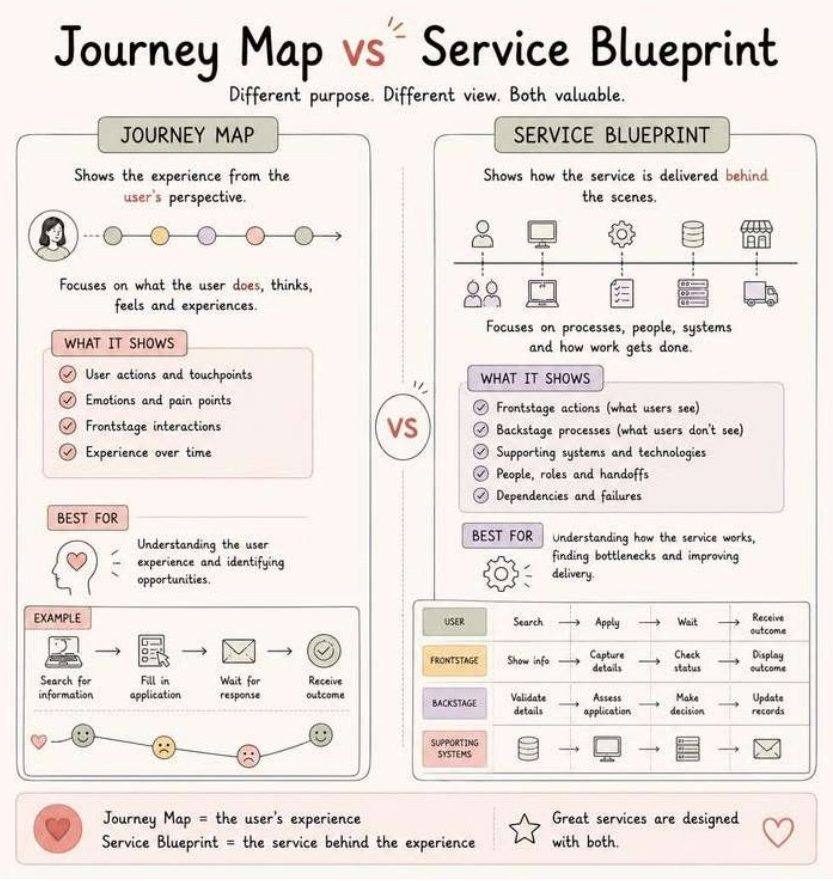 Journey Map vs Service Blueprint
Different purpose. Different view. Both valuable.
JOURNEY MAP
Shows the experience from the
user's perspective.
Focuses on what the user does, thinks,
feels and experiences.
WHAT IT SHOWS
User actions and touchpoints
Emotions and pain points
Frontstage interactions
Experience over time
BEST FOR
Understanding the user
experience and identifying
opportunities.
EXAMPLE
Search for
information
Fill in
application
Wait for
response
Receive
outcome
VS
SERVICE BLUEPRINT
Shows how the service is delivered behind
the scenes.
Focuses on processes, people, systems
and how work gets done.
WHAT IT SHOWS
Frontstage actions (what users see)
Backstage processes (what users don't see)
Supporting systems and technologies
People, roles and handoffs
Dependencies and failures
BEST FOR
Understanding how the service works,
finding bottlenecks and improving
delivery.
USER
Search
Apply
Wait
Receive
outcome
FRONTSTAGE
Show info
Capture
details
Check
status
Display
outcome
BACKSTAGE
Validate
details
Assess
application
Make
decision
Update
records
SUPPORTING
SYSTEMS
Journey Map = the user's experience
Service Blueprint = the service behind the experience
Great services are designed
with both.